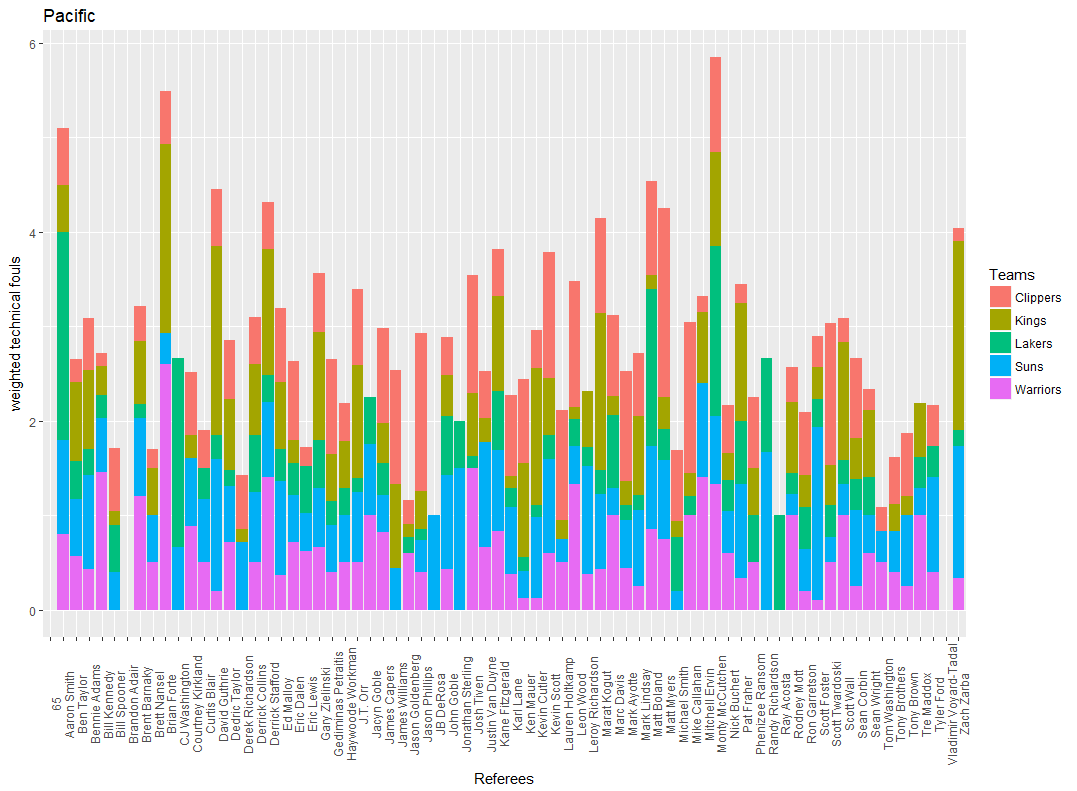 Pacific
6
4
2
0
weighted technical fouls
65
Aaron Smith
Ben Taylor
Bennie Adams
Bill Kennedy
Bill Spooner
Brandon Adair
Brent Barnaky
Brett Nansel
Brian Forte
CJ Washington
Courtney Kirkland
Curtis Blair
David Guthrie
Dedric Taylor
Derek Richardson
Derrick Collins
Derrick Stafford
Ed Malloy
Eric Dalen
Eric Lewis
Gary Zielinski
Gediminas Petraitis
Haywoode Workman
J.T. Orr
Jacyn Goble
James Capers
James Williams
Jason Goldenberg
Jason Phillips
JB DeRosa
John Goble
Jonathan Sterling
Josh Tiven
Justin Van Duyne
Kane Fitzgerald
Karl Lane
Ken Mauer
Kevin Cutler
Kevin Scott
Lauren Holtkamp
Leon Wood
Leroy Richardson
Marat Kogut
Marc Davis
Mark Ayotte
Mark Lindsay
Matt Boland
Matt Myers
Michael Smith
Mike Callahan
Mitchell Ervin
Monty McCutchen
Nick Buchert
Pat Fraher
Phenizee Ransom
Randy Richardson
Ray Acosta
Rodney Mott
Ron Garretson
Scott Foster
Scott Twardoski
Scott Wall
Sean Corbin
Sean Wright
Tom Washington
Tony Brothers
Tony Brown
Tre Maddox
Tyler Ford
Vladimir Voyard-Tadal
Zach Zarba
Referees
Teams
Clippers
Kings
Lakers
Suns
Warriors